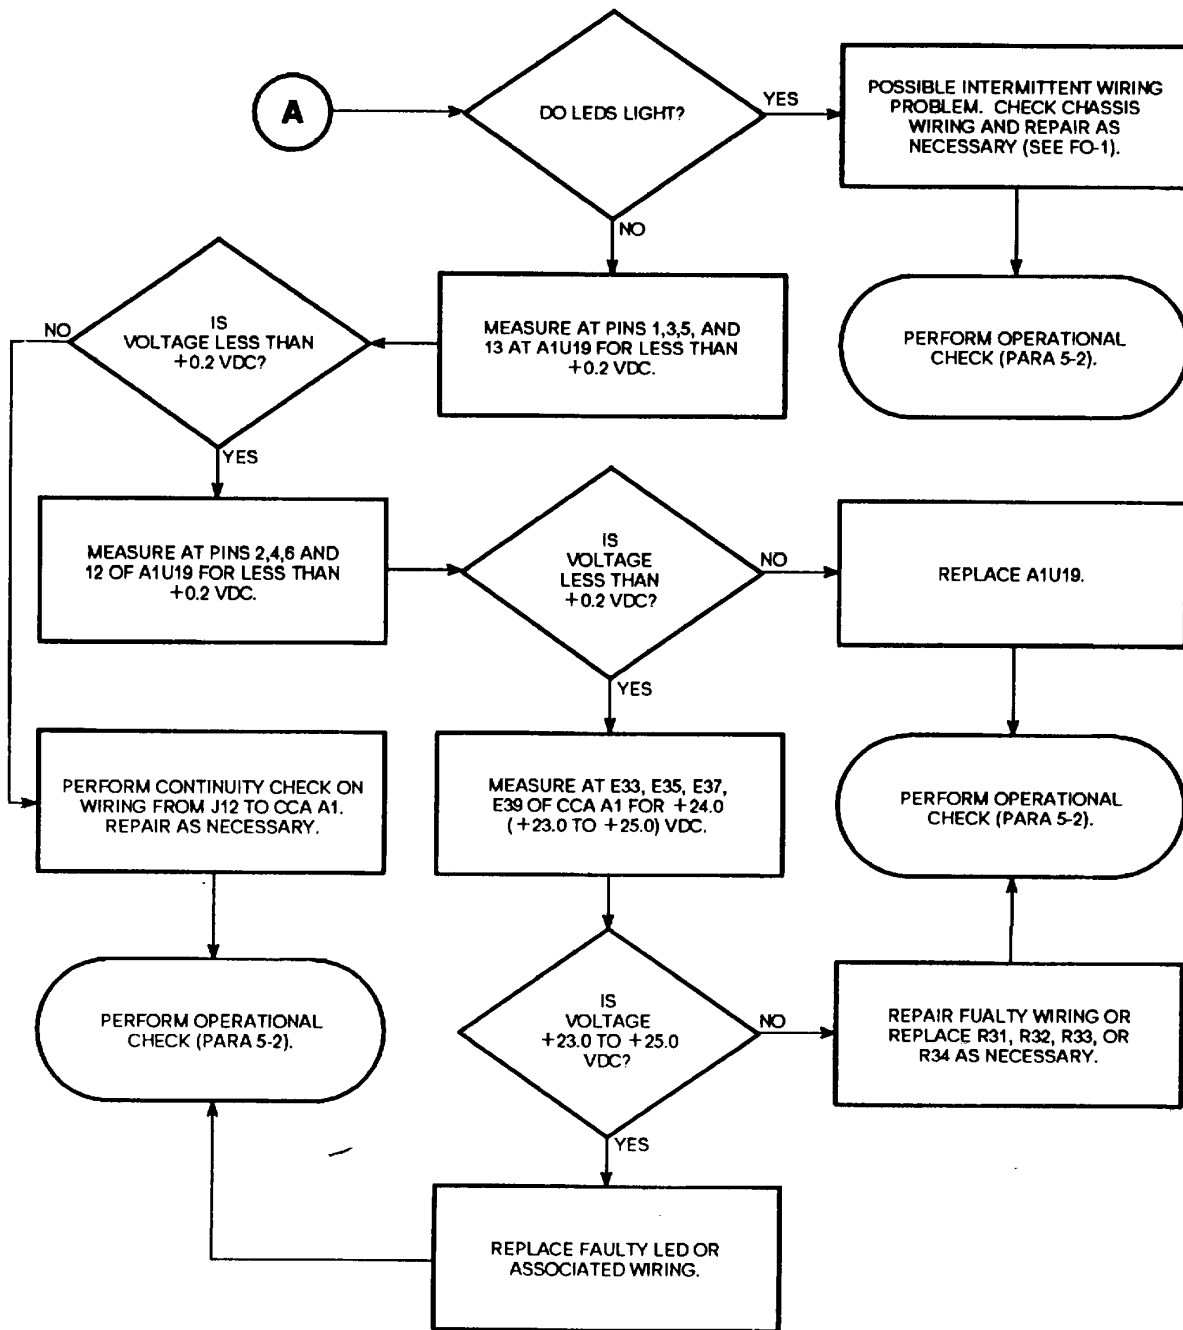 A
DO LEDS LIGHT?
YES
POSSIBLE INTERMITTENT WIRING
PROBLEM. CHECK CHASSIS
WIRING AND REPAIR AS
NECESSARY (SEE FO-1).
NO
PERFORM OPERATIONAL
CHECK (PARA 5-2).
MEASURE AT PINS 1,3,5, AND
13 AT A1U19 FOR LESS THAN
+0.2 VDC.
IS
VOLTAGE LESS THAN
+0.2 VDC?
NO
YES
MEASURE AT PINS 2,4,6 AND
12 OF A1U19 FOR LESS THAN
+0.2 VDC.
IS
VOLTAGE
LESS THAN
+0.2 VDC?
NO
REPLACE A1U19.
YES
PERFORM CONTINUITY CHECK ON
WIRING FROM J12 TO CCA A1.
REPAIR AS NECESSARY.
MEASURE AT E33, E35, E37,
E39 OF CCA A1 FOR +24.0
(+23.0 TO +25.0) VDC.
PERFORM OPERATIONAL
CHECK (PARA 5-2).
PERFORM OPERATIONAL
CHECK (PARA 5-2).
IS
VOLTAGE
+23.0 TO +25.0
VDC?
NO
REPAIR FUALTY WIRING OR
REPLACE R31, R32, R33, OR
R34 AS NECESSARY.
YES
REPLACE FAULTY LED OR
ASSOCIATED WIRING.